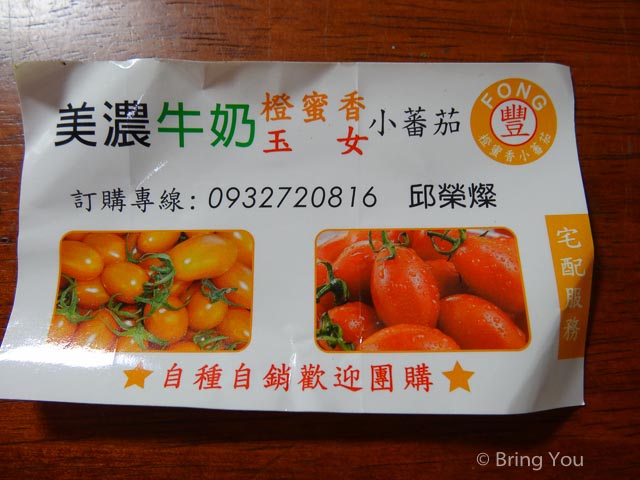 美濃牛奶橙蜜香小蕃茄
玉女
FONG
豐
橙蜜香小蕃茄
訂購專線：0932720816 邱榮燦
宅配服務
★自種自銷歡迎團購★
© Bring You